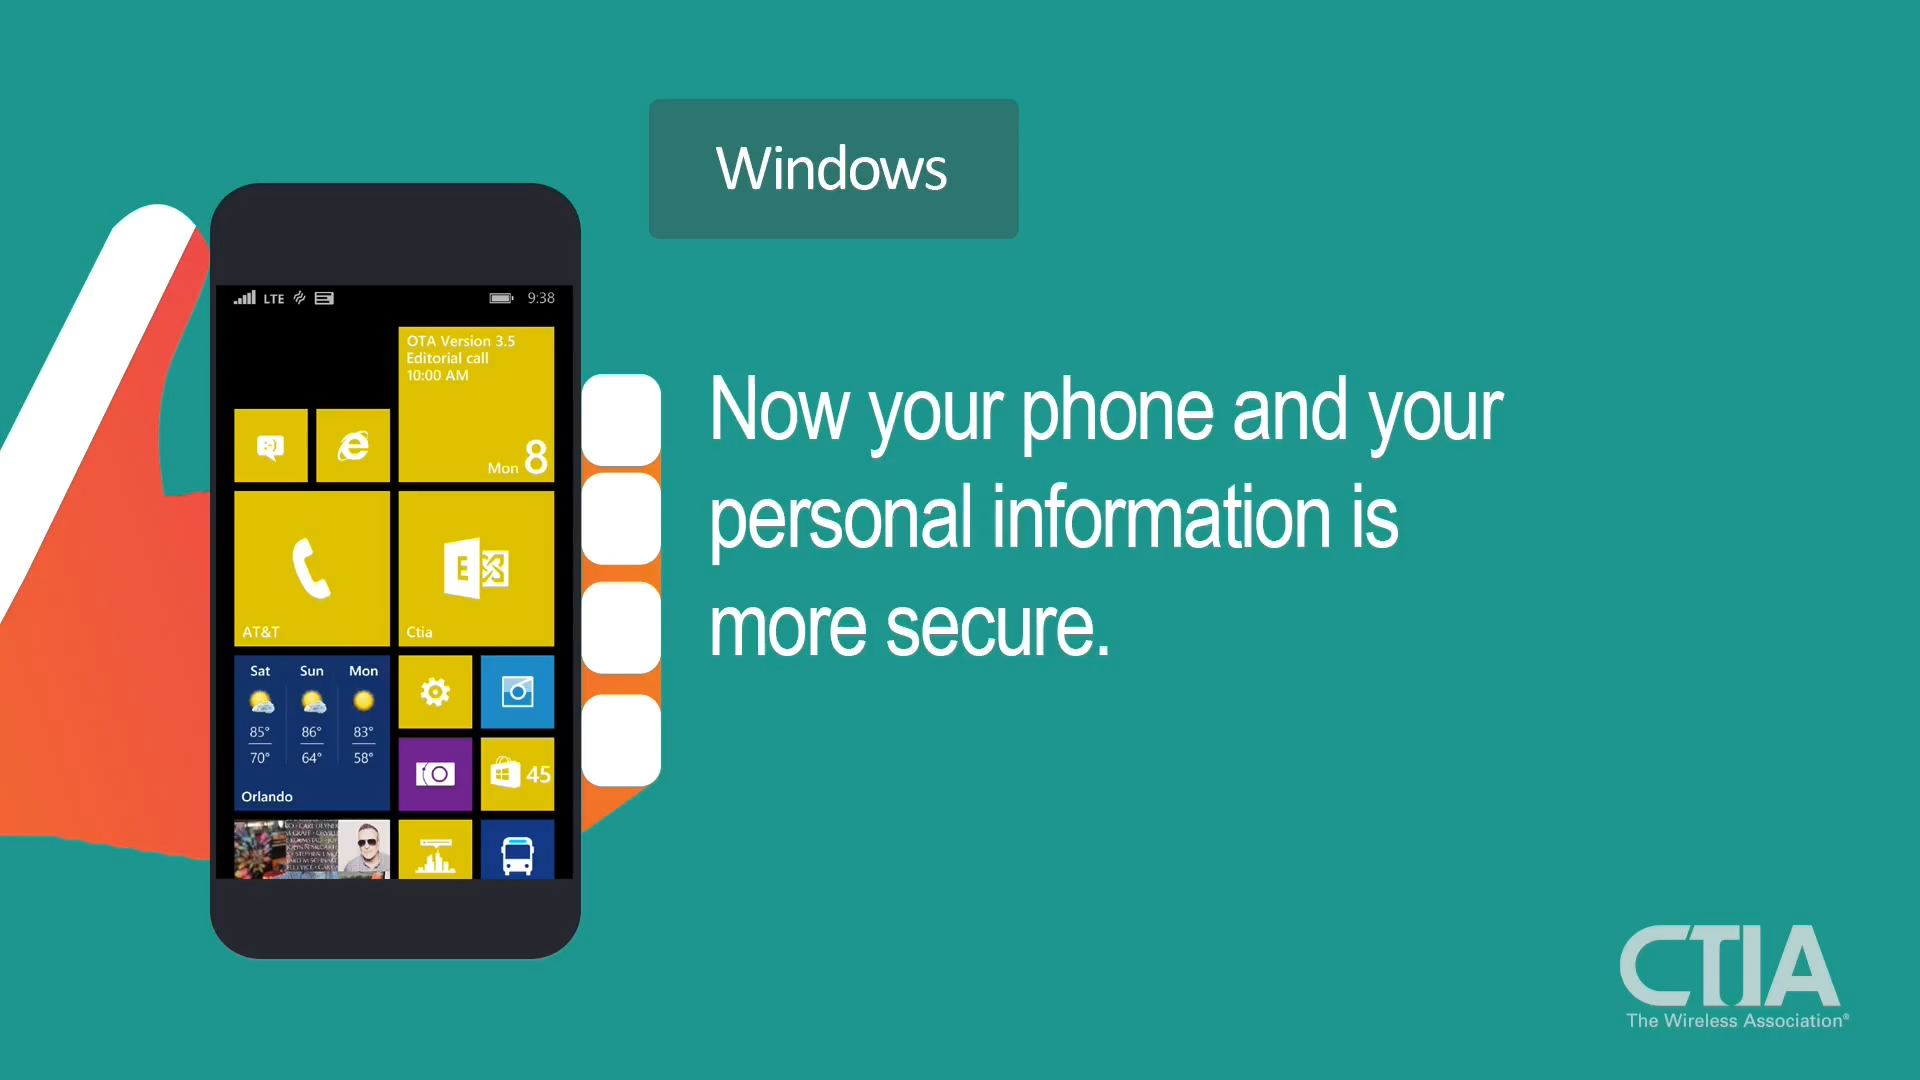 Windows
LTE
9:38
OTA Version 3.5
Editorial call
10:00 AM
Mon 8
AT&T
E
Ctia
Sat Sun Mon
85° 86° 83°
70° 64° 58°
Orlando
45
Now your phone and your
personal information is
more secure.
CTIA
The Wireless Association®